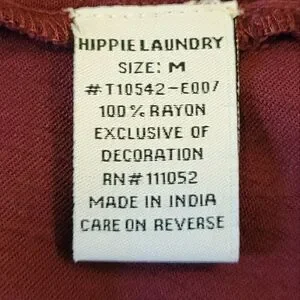 HIPPIE LAUNDRY
SIZE: M
#T10542-E007
100% RAYON
EXCLUSIVE OF
DECORATION
RN#111052
MADE IN INDIA
CARE ON REVERSE